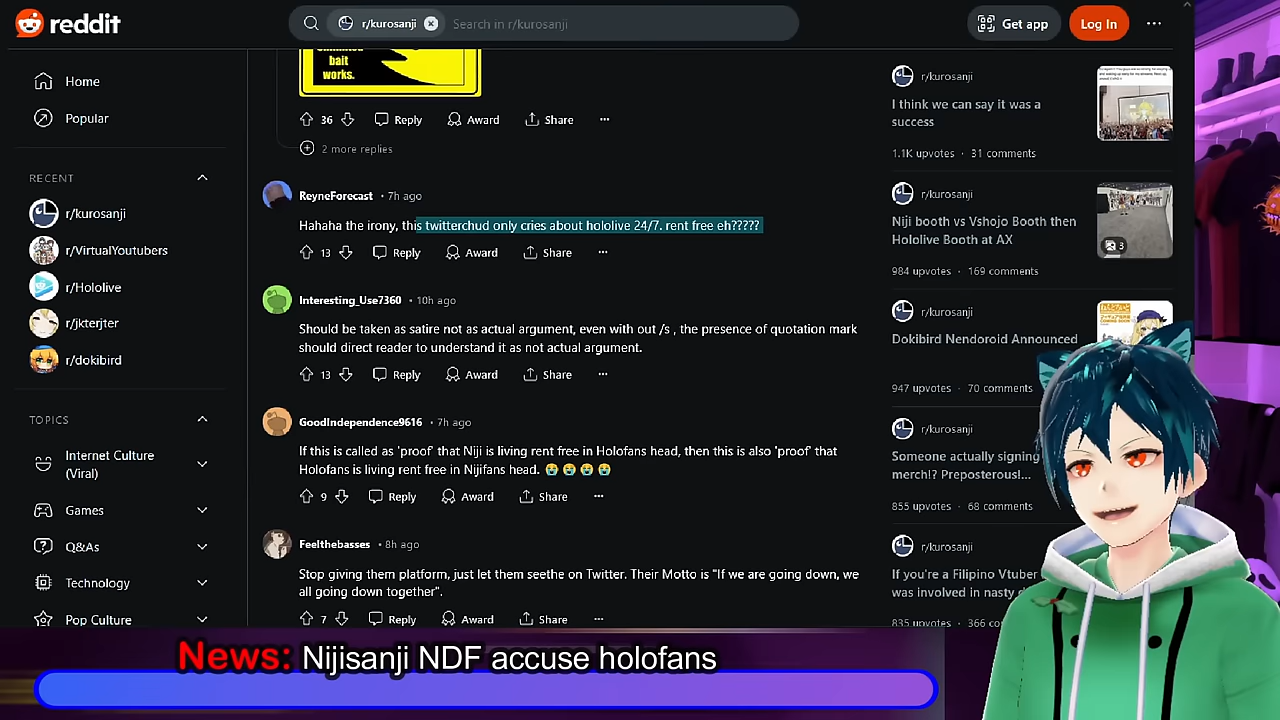 reddit
r/kurosanji
Search in r/kurosanji
Get app
Log In
Home
Popular
RECENT
r/kurosanji
r/VirtualYoutubers
r/Hololive
r/jkterjter
r/dokibird
TOPICS
Internet Culture
(Viral)
Games
Q&As
Technology
Pop Culture
bait
works.
36
Reply
Award
Share
2 more replies
ReyneForecast • 7h ago
Hahaha the irony, this twitterchud only cries about hololive 24/7. rent free eh?????
13
Reply
Award
Share
Interesting_Use7360 • 10h ago
Should be taken as satire not as actual argument, even with out /s , the presence of quotation mark
should direct reader to understand it as not actual argument.
13
Reply
Award
Share
GoodIndependence9616 • 7h ago
If this is called as 'proof' that Niji is living rent free in Holofans head, then this is also 'proof' that
Holofans is living rent free in Nijifans head. 😭😭😭😭
9
Reply
Award
Share
Feelthebasses • 8h ago
Stop giving them platform, just let them seethe on Twitter. Their Motto is "If we are going down, we
all going down together".
7
Reply
Award
Share
r/kurosanji
I think we can say it was a
success
1.1K upvotes · 31 comments
r/kurosanji
Niji booth vs Vshojo Booth then
Hololive Booth at AX
3
984 upvotes · 169 comments
r/kurosanji
Dokibird Nendoroid Announced
947 upvotes · 70 comments
r/kurosanji
Someone actually signing
merch!? Preposterous!...
855 upvotes · 68 comments
r/kurosanji
If you're a Filipino Vtuber
was involved in nasty
835 upvotes · 366
News: Nijisanji NDF accuse holofans